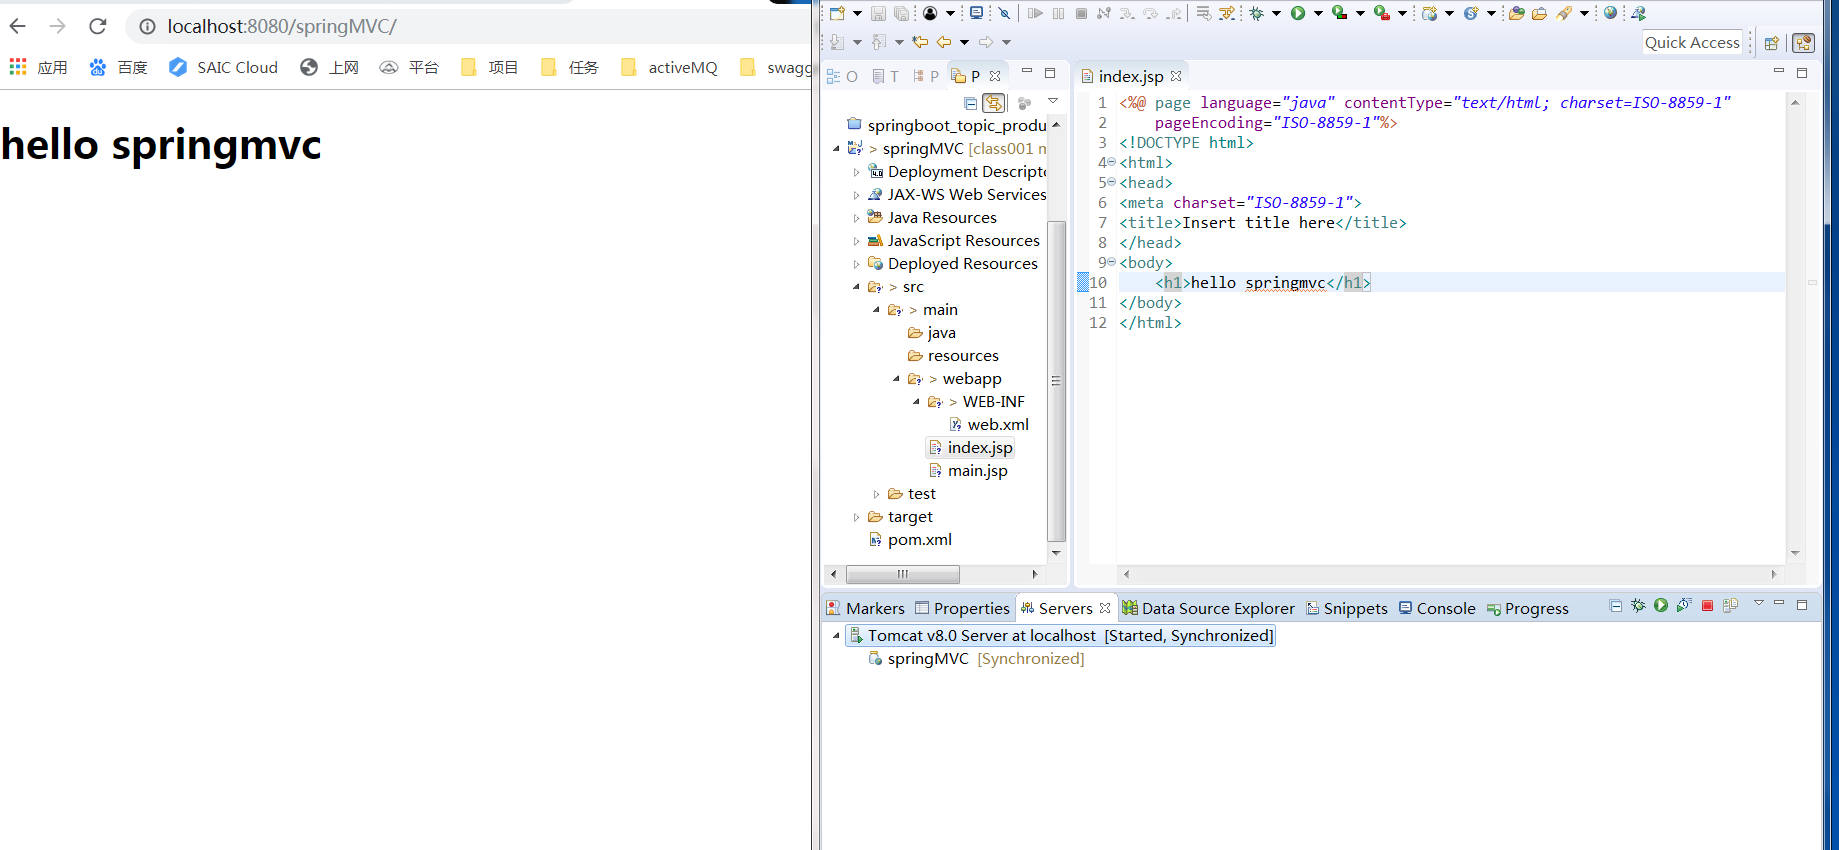 localhost:8080/springMVC/
应用 百度 SAIC Cloud 上网 平台 项目 任务 activeMQ swagg
hello springmvc
Quick Access
O T P P
springboot_topic_produ
> springMVC [class001 m
Deployment Descripto
JAX-WS Web Services
Java Resources
JavaScript Resources
Deployed Resources
> src
> main
java
resources
> webapp
> WEB-INF
web.xml
index.jsp
main.jsp
test
target
pom.xml
index.jsp
1 <%@ page language="java" contentType="text/html; charset=ISO-8859-1"
2 pageEncoding="ISO-8859-1"%>
3 <!DOCTYPE html>
4 <html>
5 <head>
6 <meta charset="ISO-8859-1">
7 <title>Insert title here</title>
8 </head>
9 <body>
10 <h1>hello springmvc</h1>
11 </body>
12 </html>
Markers Properties Servers Data Source Explorer Snippets Console Progress
Tomcat v8.0 Server at localhost [Started, Synchronized]
springMVC [Synchronized]